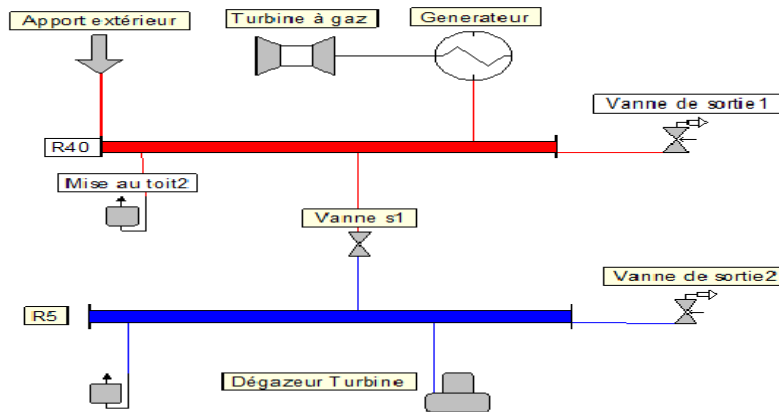 Apport extérieur
Turbine à gaz
Generateur
Vanne de sortie1
R40
Mise au toit2
Vanne s1
Vanne de sortie2
R5
Dégazeur Turbine